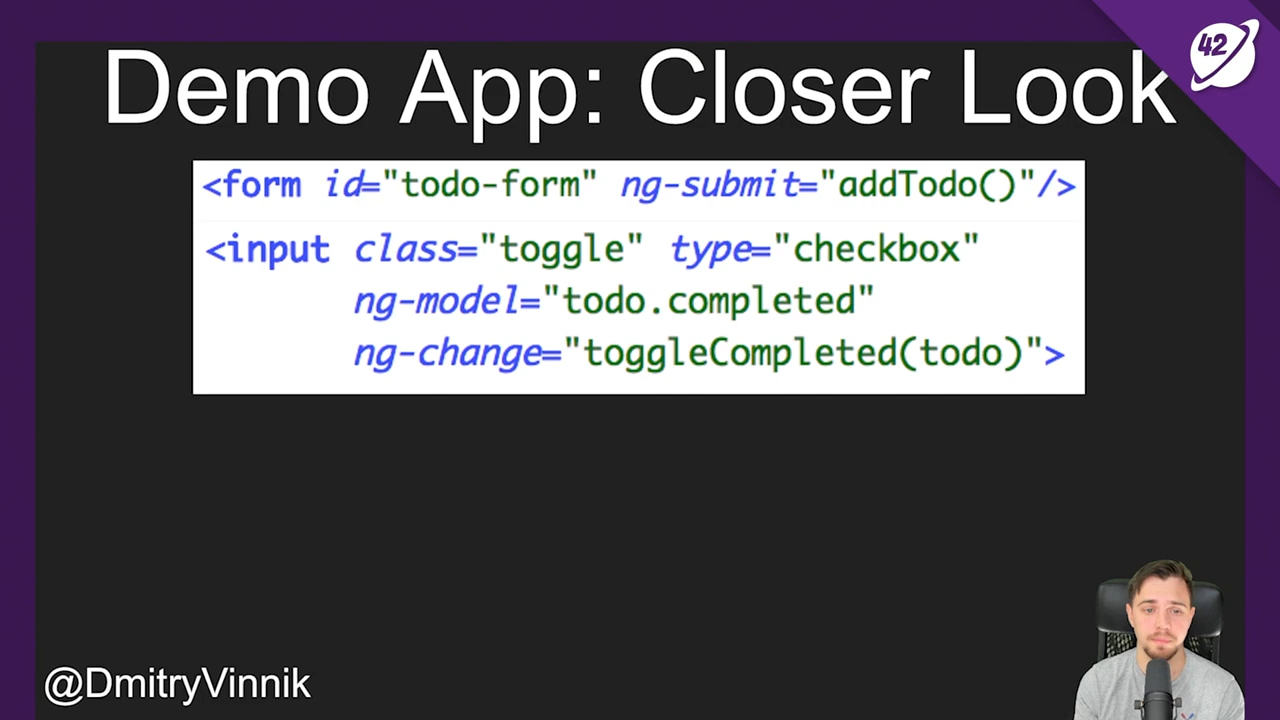 42
Demo App: Closer Look
<form id="todo-form" ng-submit="addTodo()"/>
<input class="toggle" type="checkbox"
ng-model="todo.completed"
ng-change="toggleCompleted(todo)">
@DmitryVinnik